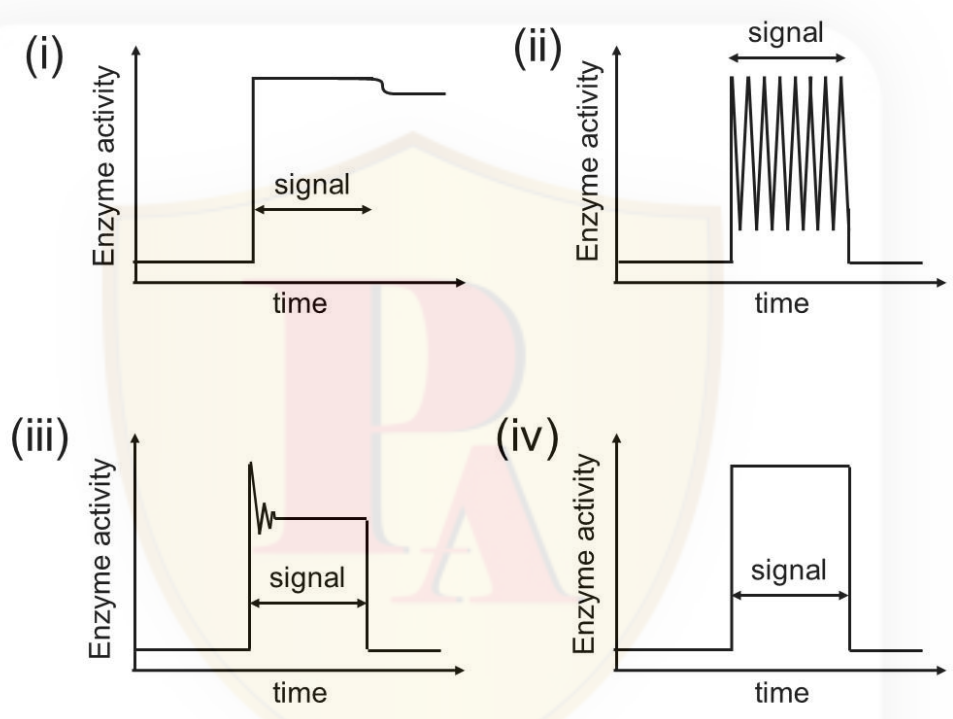 (i)
Enzyme activity
signal
time
(ii)
Enzyme activity
signal
time
(iii)
Enzyme activity
signal
time
(iv)
Enzyme activity
signal
time
PA